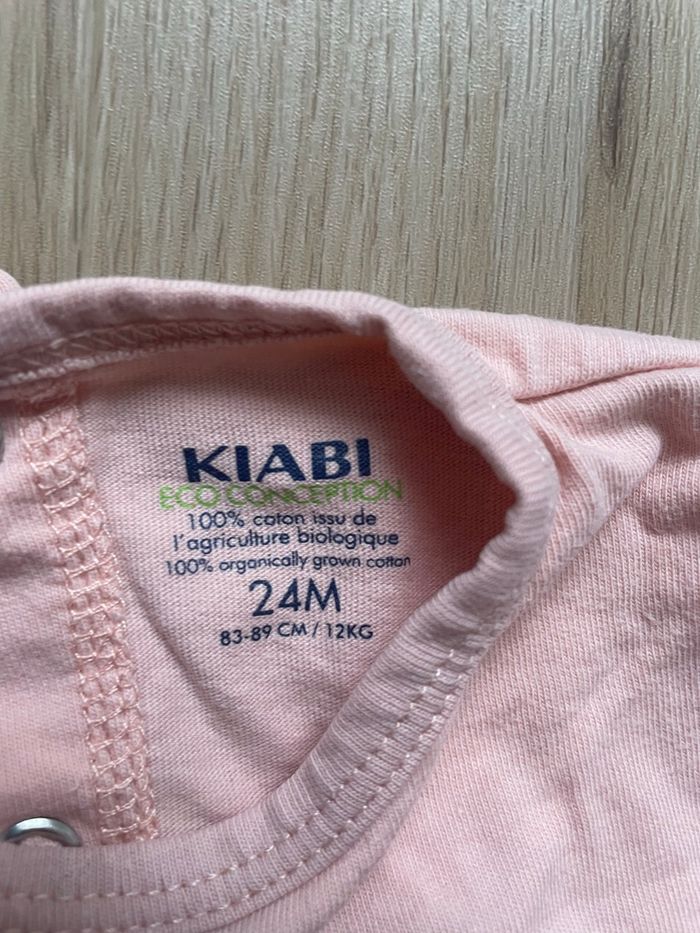 KIABI
ECO CONCEPTION
100% coton issu de
l'agriculture biologique
100% organically grown cotton
24M
83-89 CM / 12KG